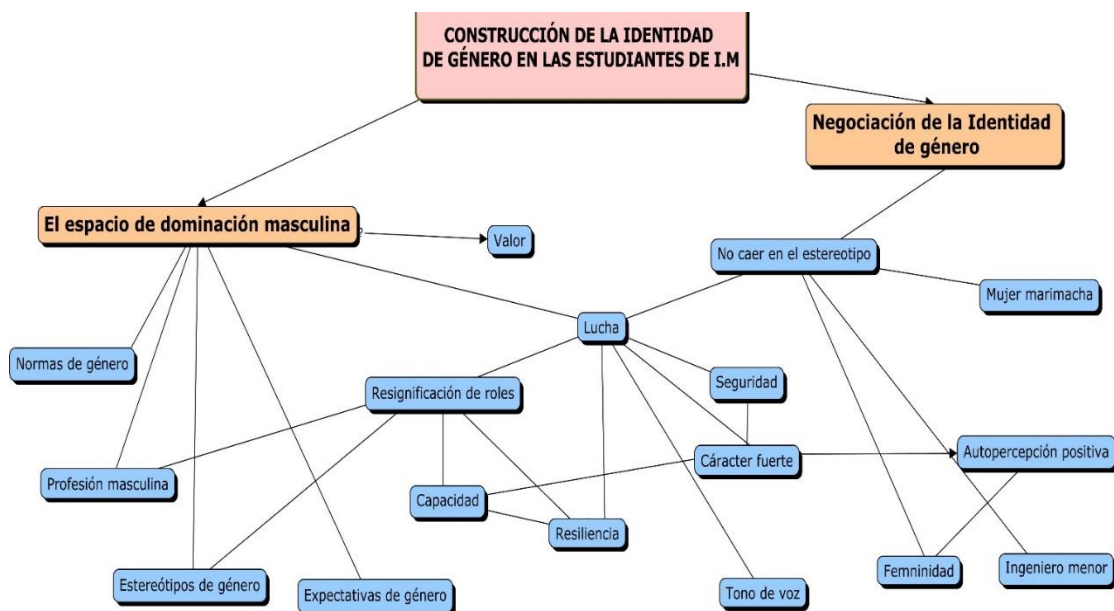 CONSTRUCCIÓN DE LA IDENTIDAD
DE GÉNERO EN LAS ESTUDIANTES DE I.M
Negociación de la Identidad
de género
El espacio de dominación masculina
Valor
No caer en el estereotipo
Mujer marimacha
Lucha
Normas de género
Seguridad
Resignificación de roles
Cáracter fuerte
Autopercepción positiva
Profesión masculina
Capacidad
Resiliencia
Estereótipos de género
Expectativas de género
Tono de voz
Femninidad
Ingeniero menor